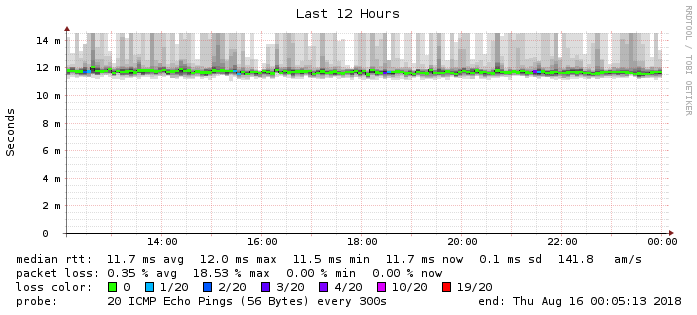 Last 12 Hours
RRDTOOL / TOBI OETIKER
Seconds
14 m
12 m
10 m
8 m
6 m
4 m
2 m
0
14:00 16:00 18:00 20:00 22:00 00:00
median rtt: 11.7 ms avg 12.0 ms max 11.5 ms min 11.7 ms now 0.1 ms sd 141.8 am/s
packet loss: 0.35 % avg 18.53 % max 0.00 % min 0.00 % now
loss color: 0 1/20 2/20 3/20 4/20 10/20 19/20
probe: 20 ICMP Echo Pings (56 Bytes) every 300s end: Thu Aug 16 00:05:13 2018